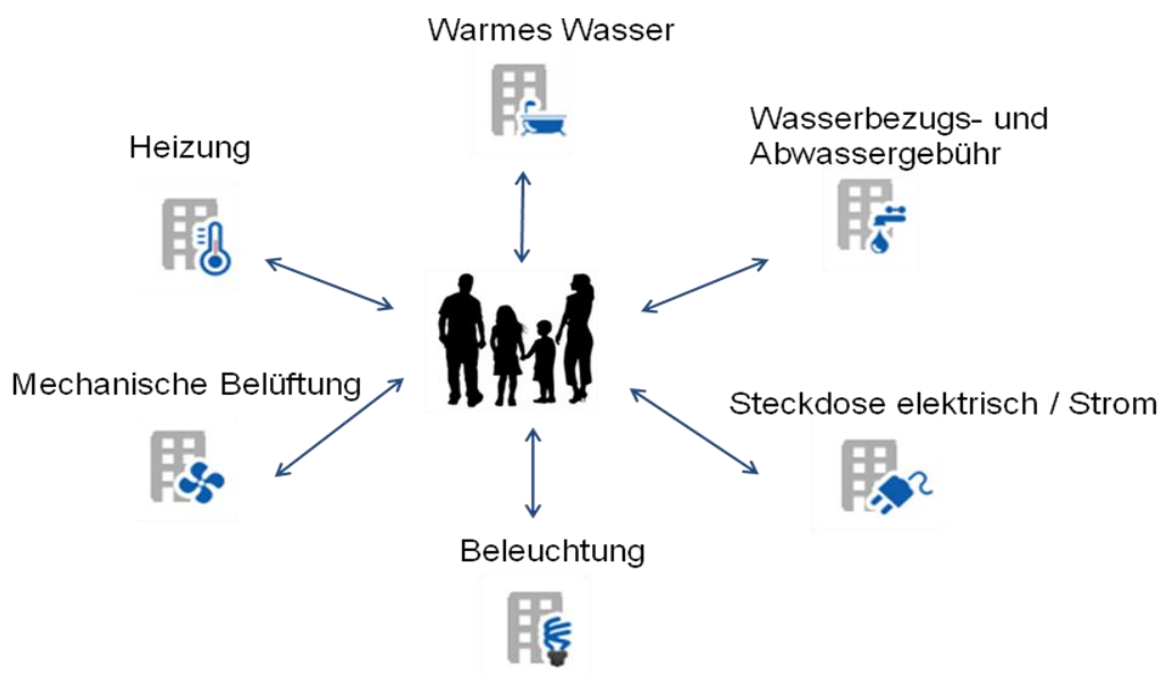 Warmes Wasser
Heizung
Wasserbezugs- und
Abwassergebühr
Mechanische Belüftung
Steckdose elektrisch / Strom
Beleuchtung